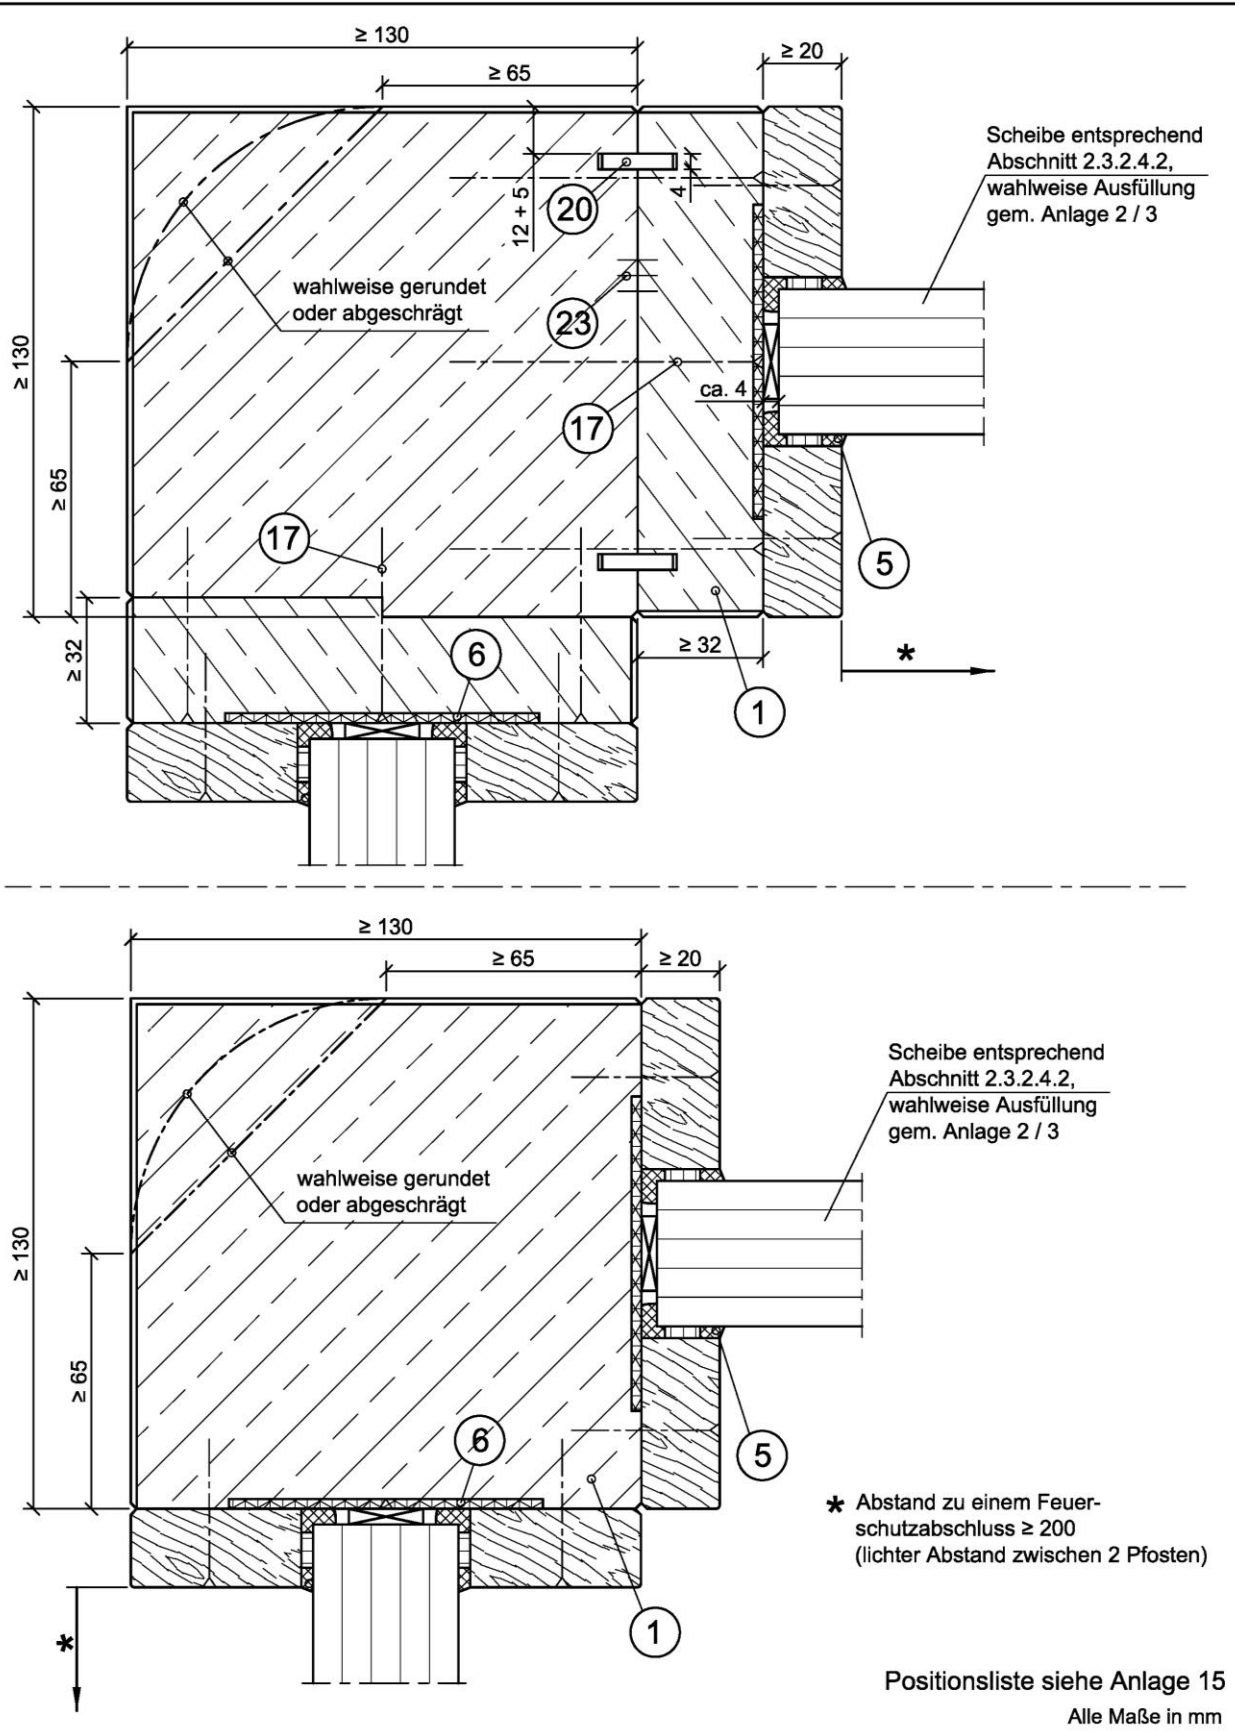 ≥ 130
≥ 65
≥ 20
Scheibe entsprechend
Abschnitt 2.3.2.4.2,
wahlweise Ausfüllung
gem. Anlage 2 / 3
12 + 5
20
4
23
wahlweise gerundet
oder abgeschrägt
≥ 130
ca. 4
17
≥ 65
17
5
≥ 32
6
≥ 32
*
1
≥ 130
≥ 65
≥ 20
Scheibe entsprechend
Abschnitt 2.3.2.4.2,
wahlweise Ausfüllung
gem. Anlage 2 / 3
wahlweise gerundet
oder abgeschrägt
≥ 130
≥ 65
6
5
* Abstand zu einem Feuer-
schutzabschluss ≥ 200
(lichter Abstand zwischen 2 Pfosten)
*
1
Positionsliste siehe Anlage 15
Alle Maße in mm